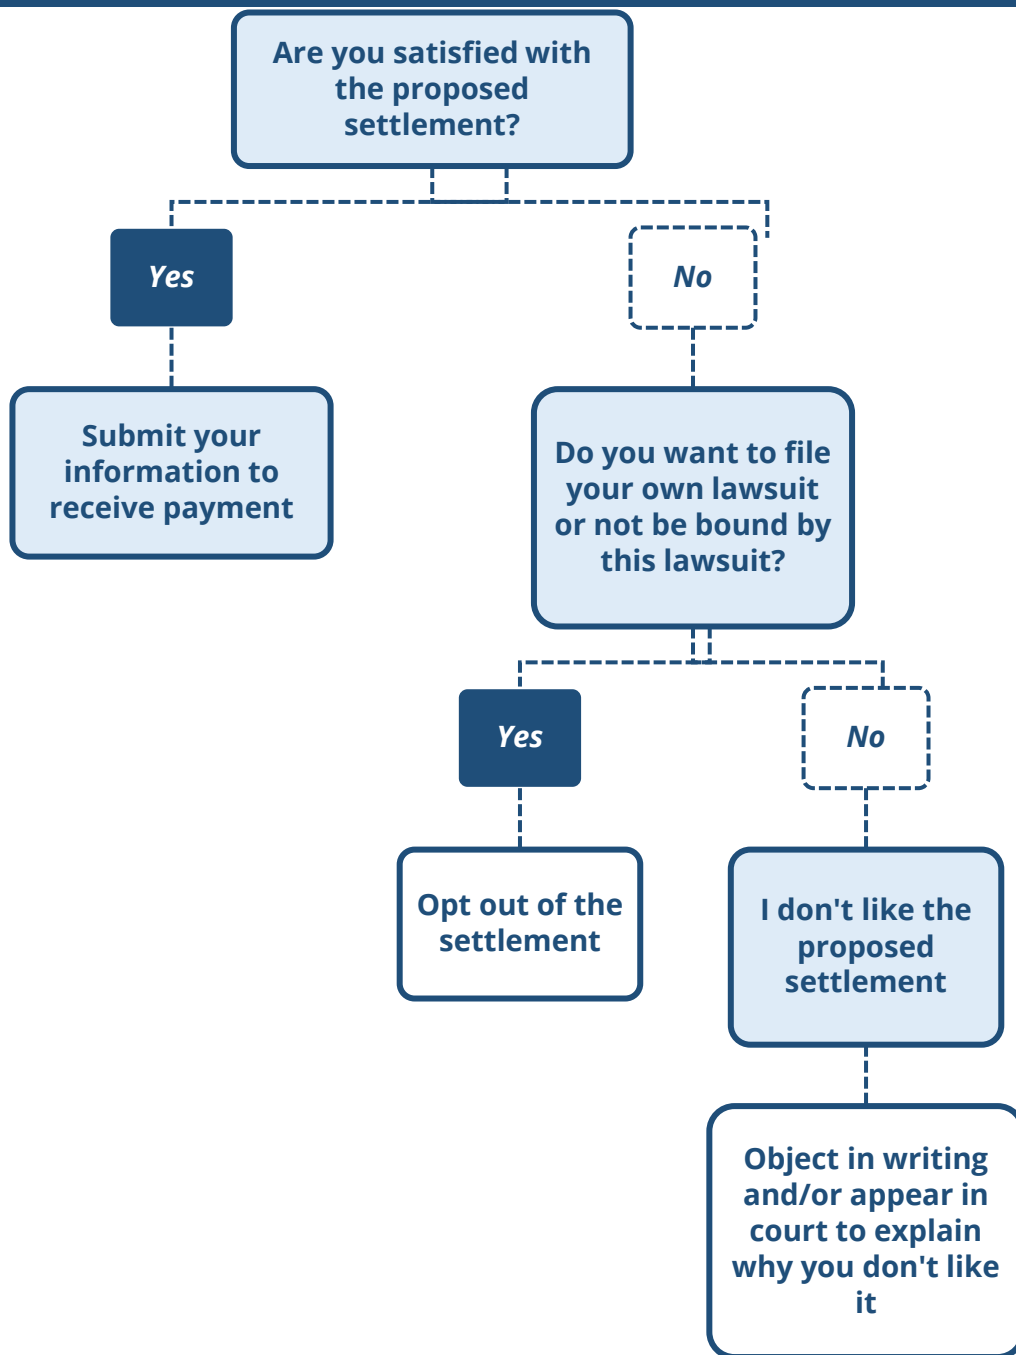 Are you satisfied with
the proposed
settlement?
Yes
No
Submit your
information to
receive payment
Do you want to file
your own lawsuit
or not be bound by
this lawsuit?
Yes
No
Opt out of the
settlement
I don't like the
proposed
settlement
Object in writing
and/or appear in
court to explain
why you don't like
it